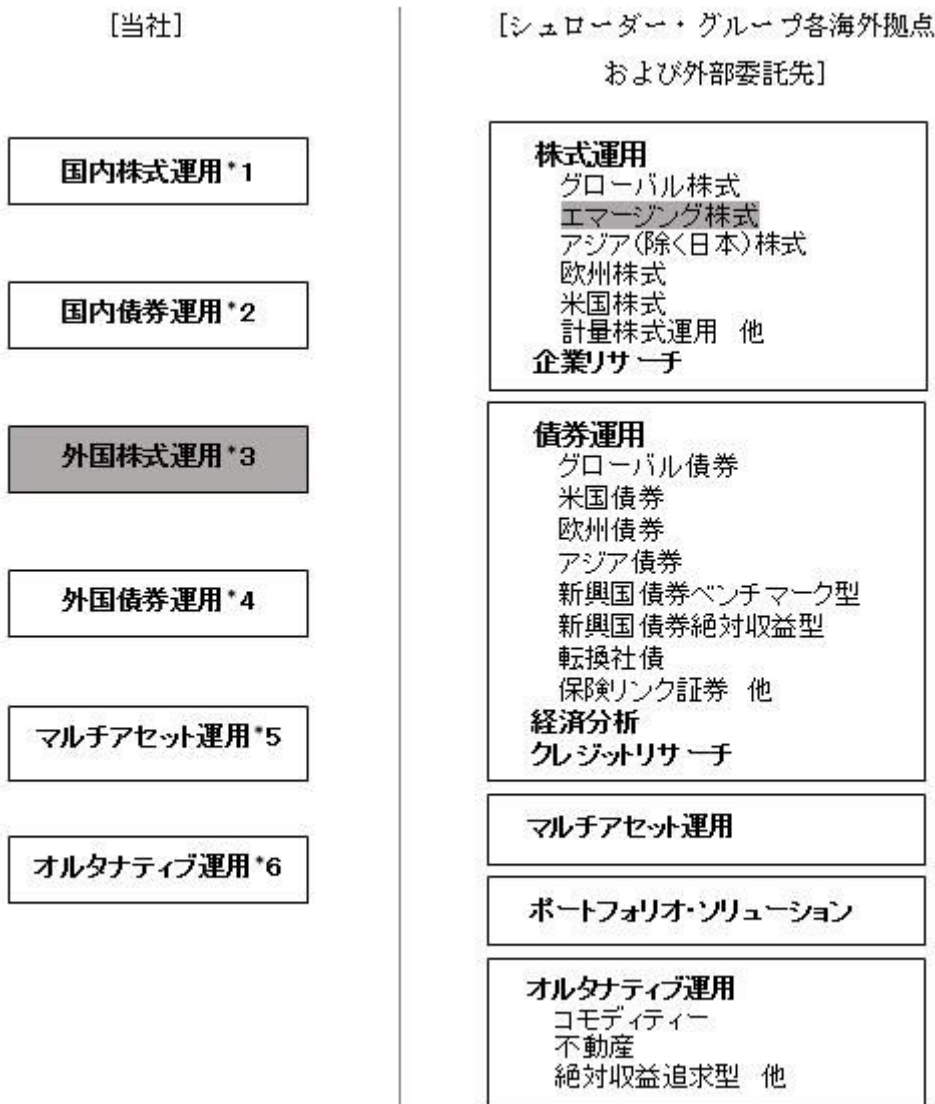 [当社]
国内株式運用*1
国内債券運用*2
外国株式運用*3
外国債券運用*4
マルチアセット運用*5
オルタナティブ運用*6
[シュローダー・グループ各海外拠点
および外部委託先]
株式運用
グローバル株式
エマージング株式
アジア(除く日本)株式
欧州株式
米国株式
計量株式運用 他
企業リサーチ
債券運用
グローバル債券
米国債券
欧州債券
アジア債券
新興国債券ベンチマーク型
新興国債券絶対収益型
転換社債
保険リンク証券 他
経済分析
クレジットリサーチ
マルチアセット運用
ポートフォリオ・ソリューション
オルタナティブ運用
コモディティー
不動産
絶対収益追求型 他